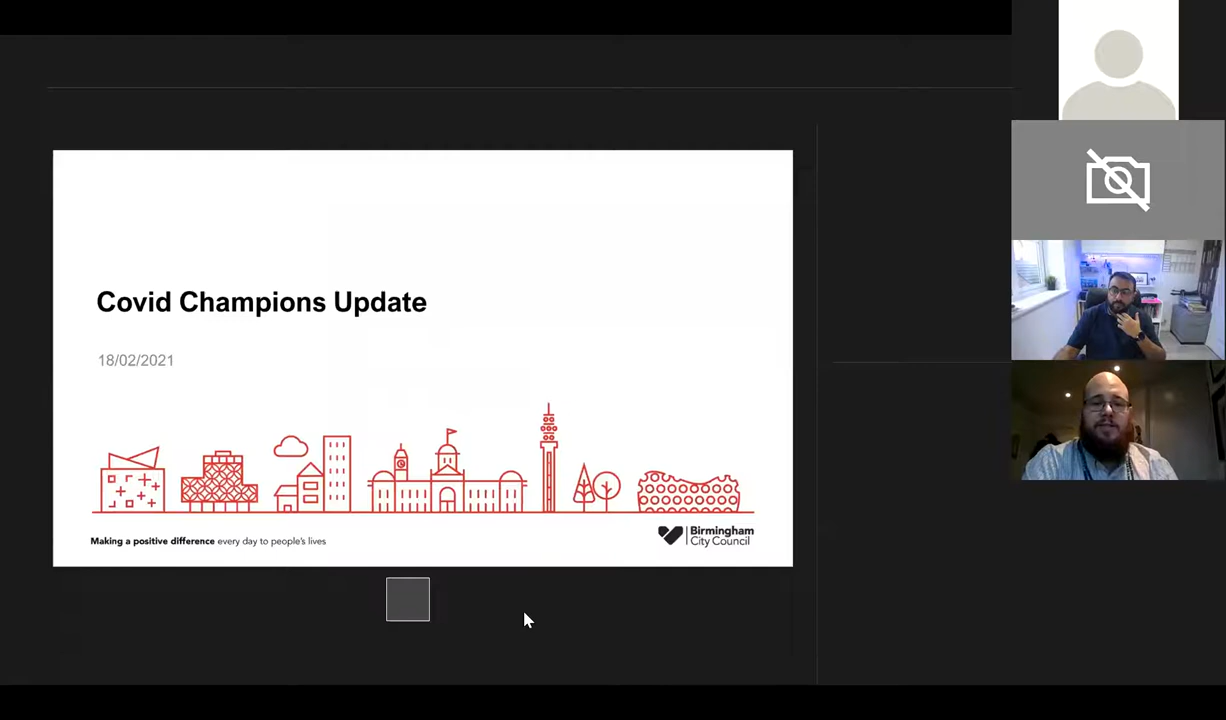 Covid Champions Update
18/02/2021
Making a positive difference every day to people's lives
Birmingham
City Council